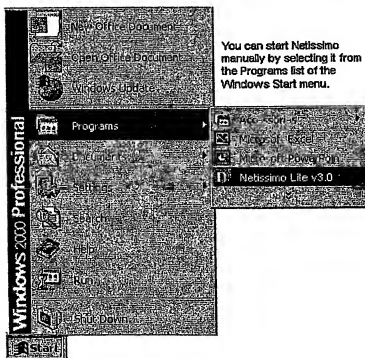 New Office Document
Open Office Document
Windows Update
You can start Netissimo
manually by selecting it from
the Programs list of the
Windows Start menu.
Programs
Documents
Settings
Search
Help
Run...
Shut Down...
Accessories
Microsoft Excel
Microsoft PowerPoint
Netissimo Lite v3.0
Windows 2000 Professional
Start